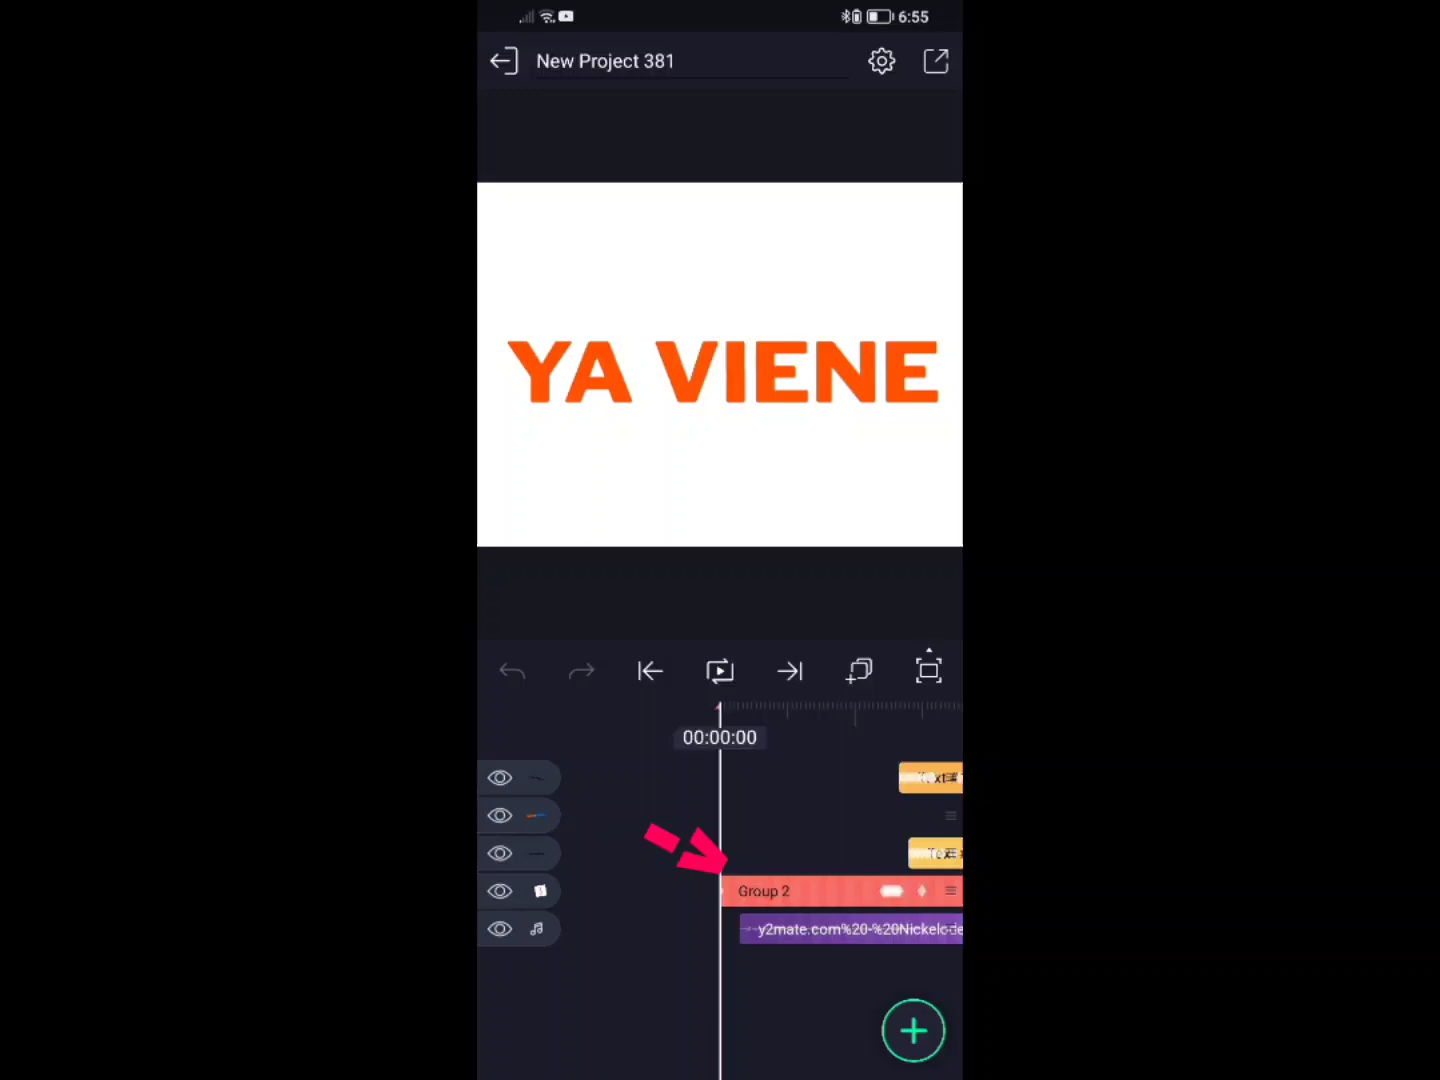 6:55
New Project 381
YA VIENE
00:00:00
Group 2
y2mate.com%20-%20Nickelode